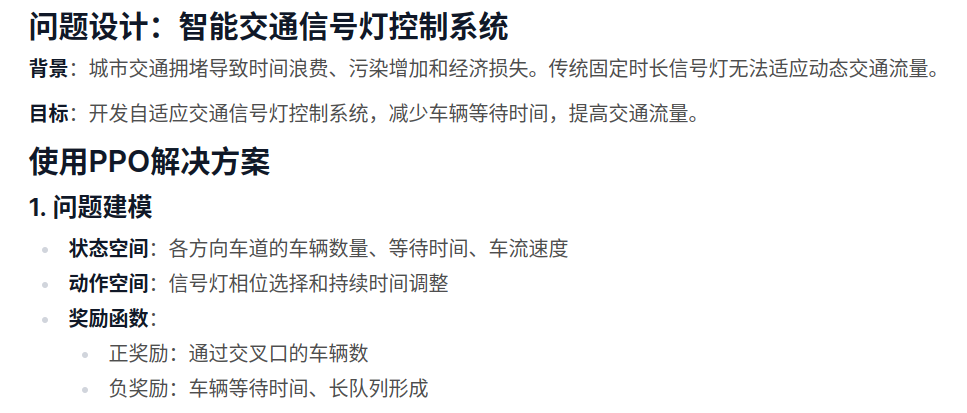 问题设计：智能交通信号灯控制系统
背景：城市交通拥堵导致时间浪费、污染增加和经济损失。传统固定时长信号灯无法适应动态交通流量。
目标：开发自适应交通信号灯控制系统，减少车辆等待时间，提高交通流量。
使用PPO解决方案
1. 问题建模
状态空间：各方向车道的车辆数量、等待时间、车流速度
动作空间：信号灯相位选择和持续时间调整
奖励函数：
正奖励：通过交叉口的车辆数
负奖励：车辆等待时间、长队列形成